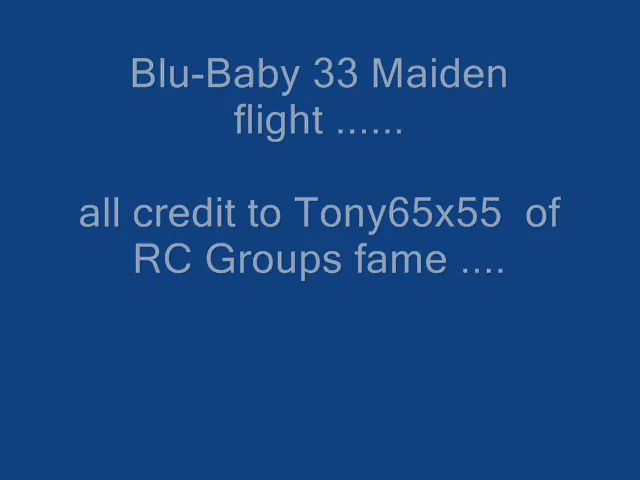 Blu-Baby 33 Maiden
flight ......
all credit to Tony65x55  of
RC Groups fame ....